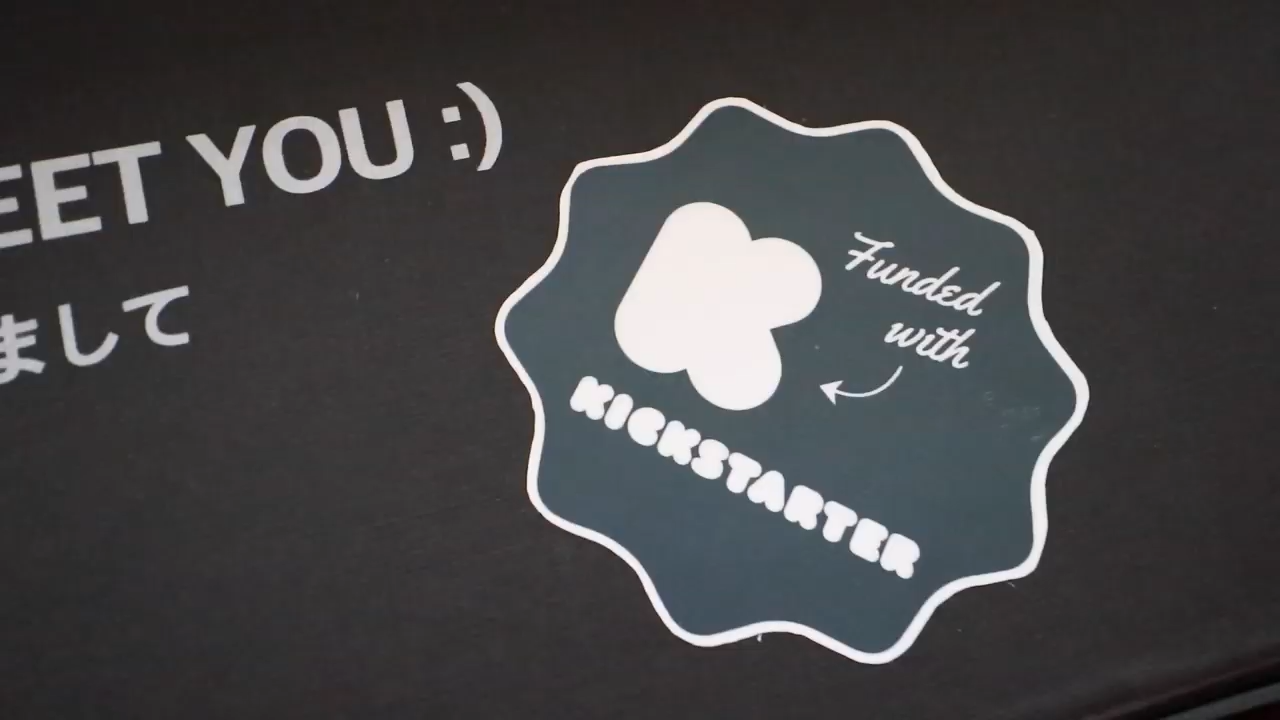 EET YOU :)
まして
Funded
with
KICKSTARTER